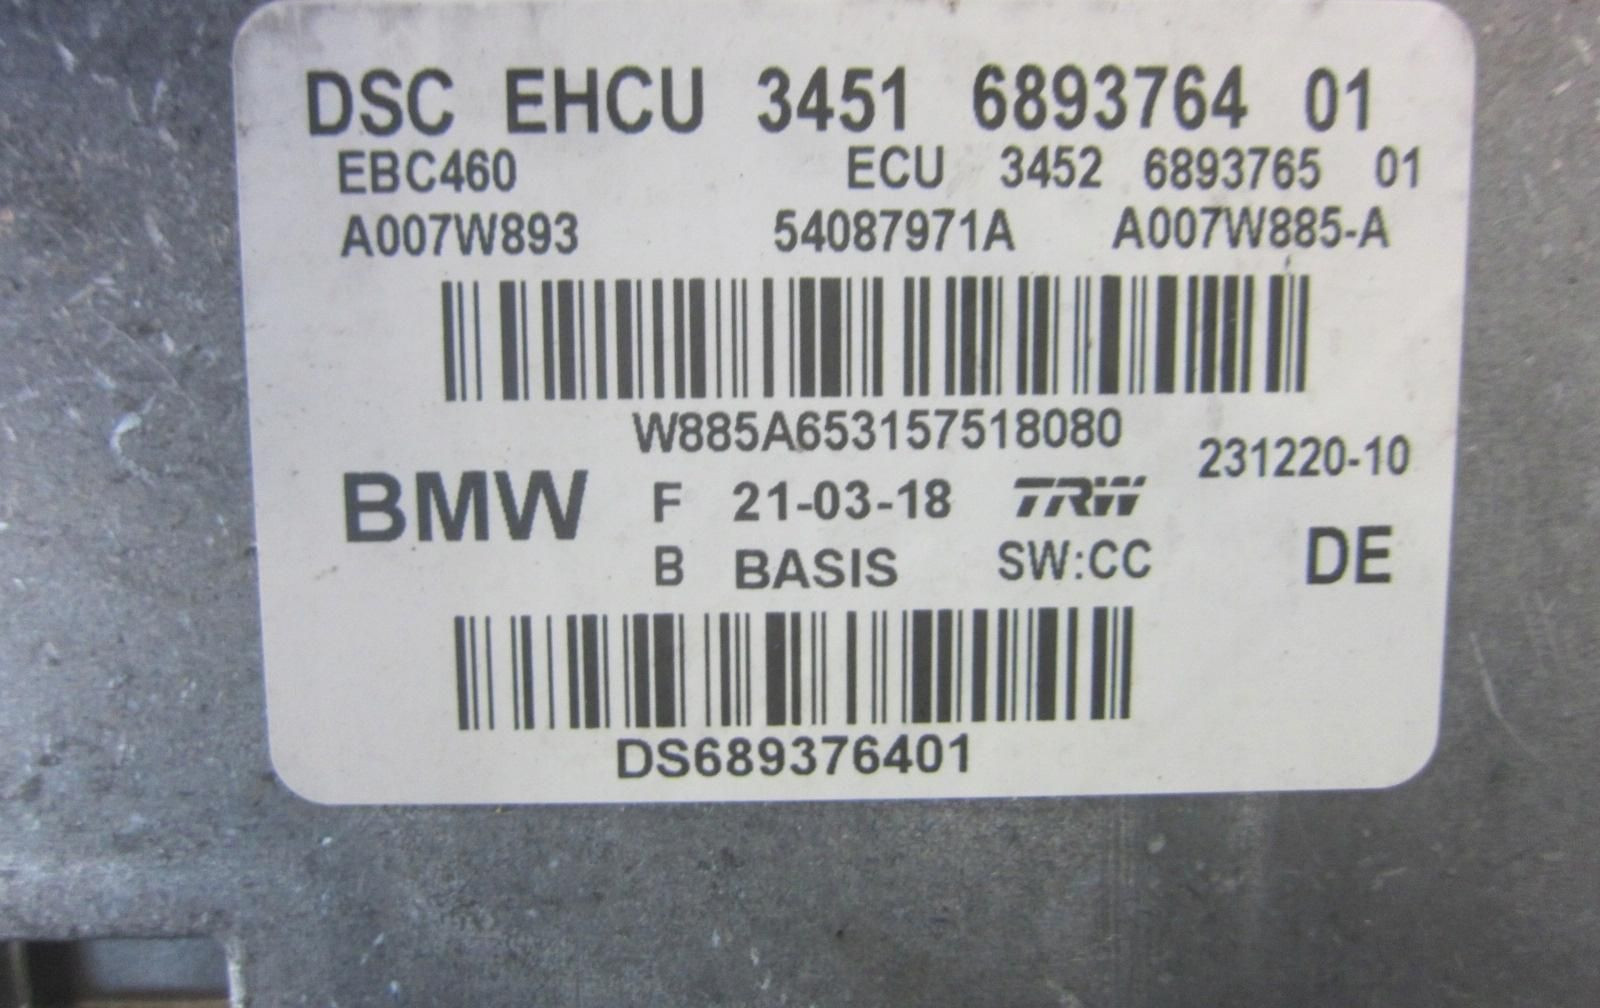 DSC EHCU 3451 6893764 01
EBC460 ECU 3452 6893765 01
A007W893 54087971A A007W885-A
W885A653157518080
231220-10
BMW F 21-03-18 TRW
B BASIS SW:CC DE
DS689376401